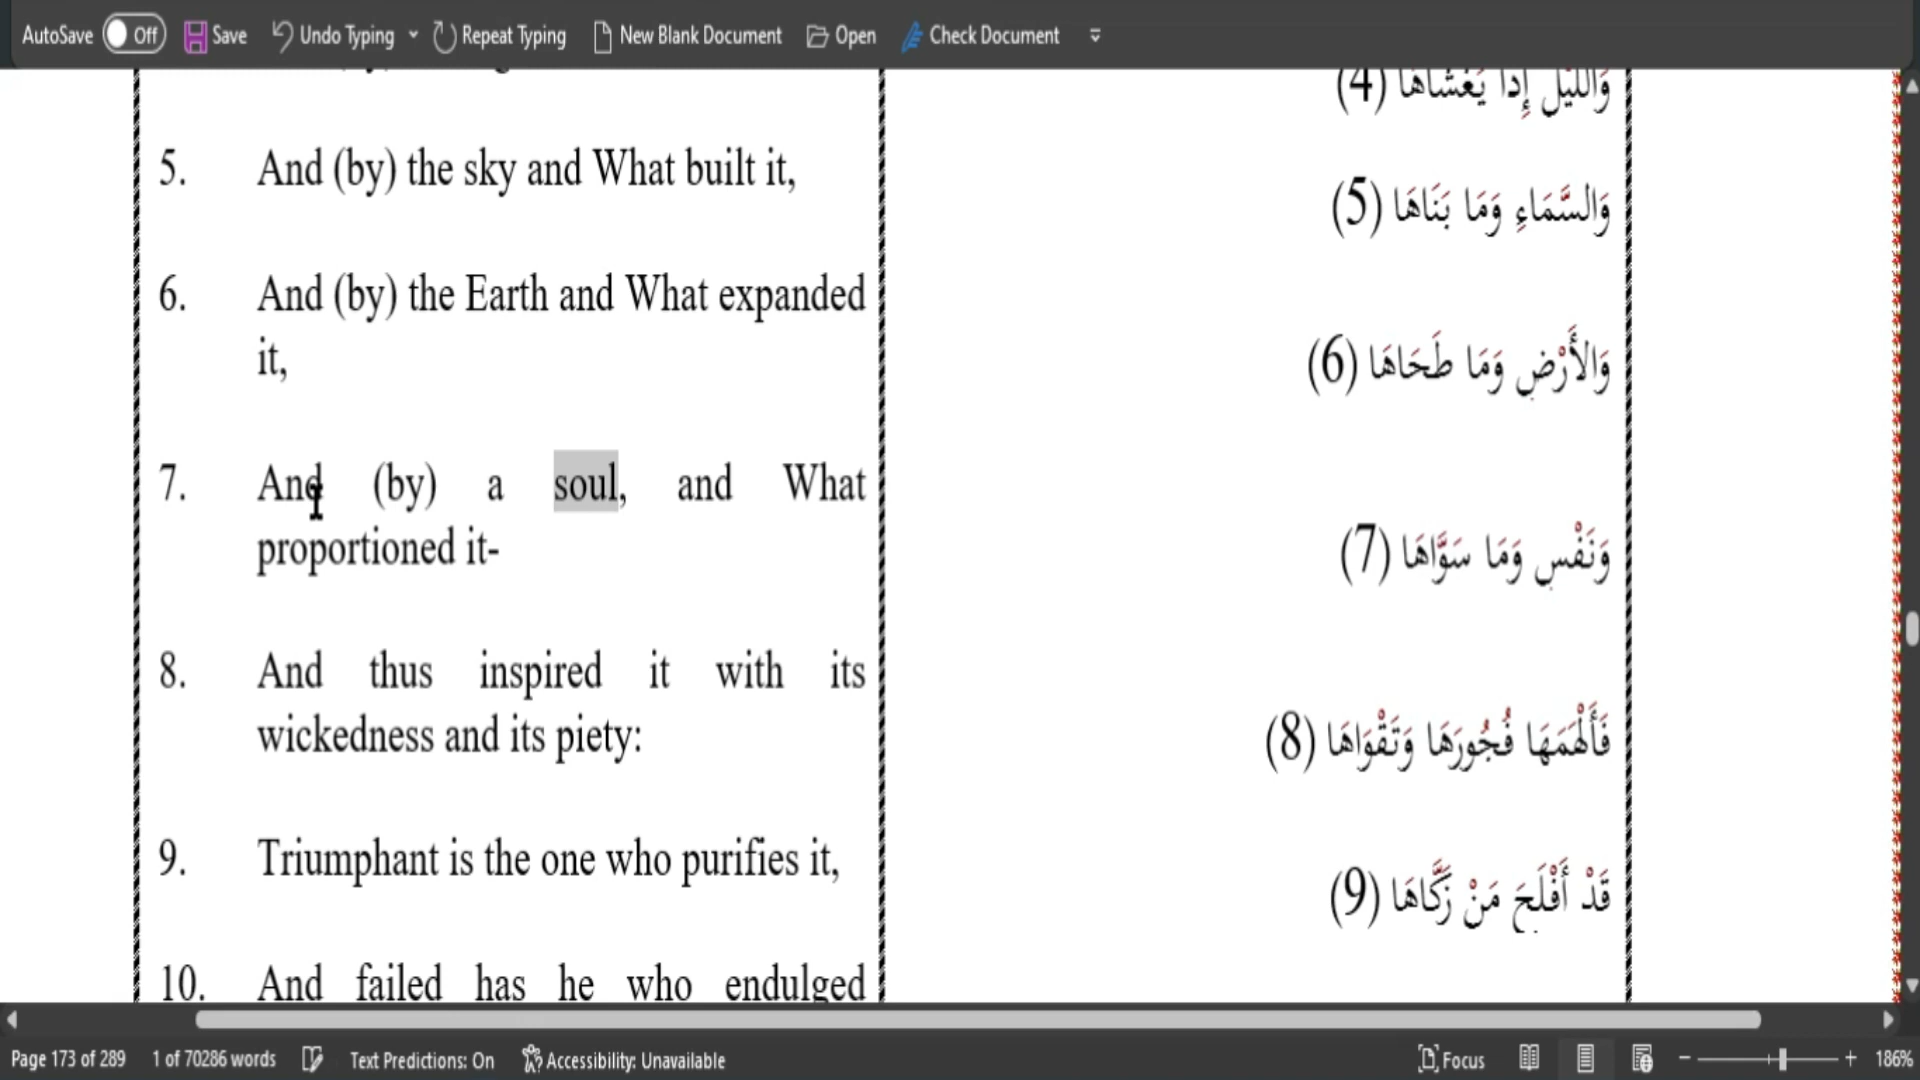 AutoSave Off Save Undo Typing Repeat Typing New Blank Document Open Check Document
وَاللَّيْلِ إِذَا يَغْشَاهَا (4)
5. And (by) the sky and What built it,
وَالسَّمَاءِ وَمَا بَنَاهَا (5)
6. And (by) the Earth and What expanded
it,
وَالأَرْضِ وَمَا طَحَاهَا (6)
7. And (by) a soul, and What
proportioned it-
وَنَفْسٍ وَمَا سَوَّاهَا (7)
8. And thus inspired it with its
wickedness and its piety:
فَأَلْهَمَهَا فُجُورَهَا وَتَقْوَاهَا (8)
9. Triumphant is the one who purifies it,
قَدْ أَفْلَحَ مَنْ زَكَّاهَا (9)
10. And failed has he who endulged
Page 173 of 289 1 of 70286 words Text Predictions: On Accessibility: Unavailable Focus 186%